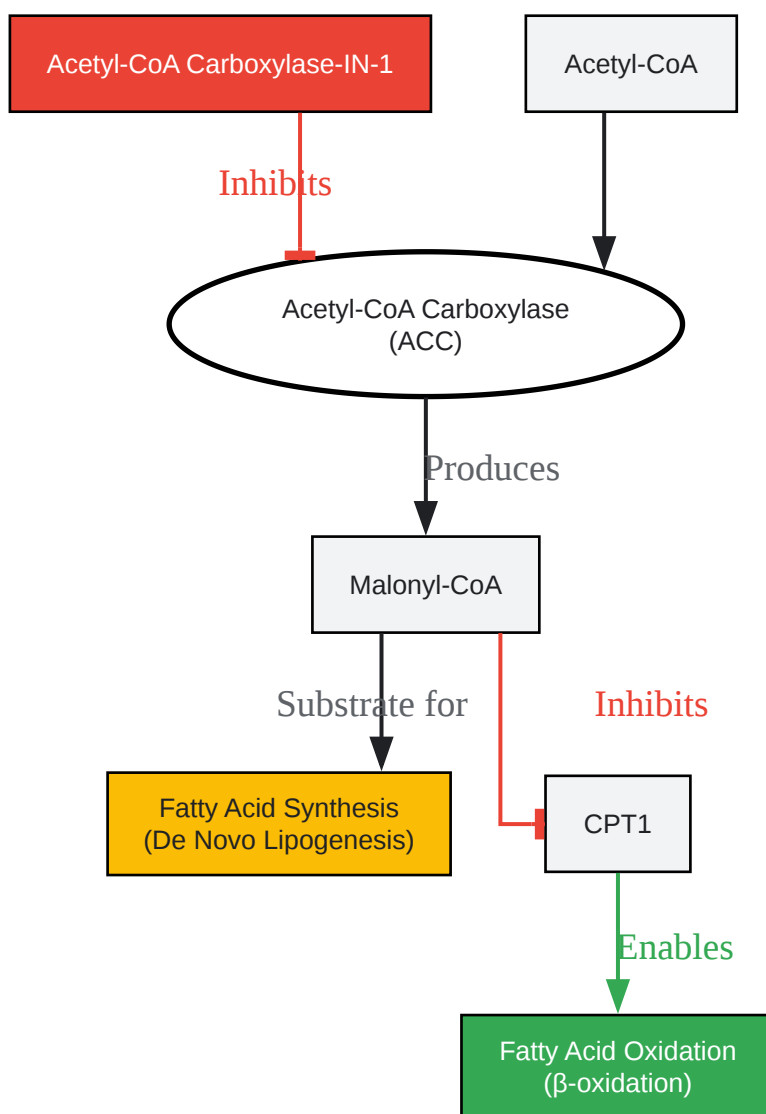 Acetyl-CoA Carboxylase-IN-1
Acetyl-CoA
Inhibits
Acetyl-CoA Carboxylase
(ACC)
Produces
Malonyl-CoA
Substrate for
Inhibits
Fatty Acid Synthesis
(De Novo Lipogenesis)
CPT1
Enables
Fatty Acid Oxidation
(β-oxidation)